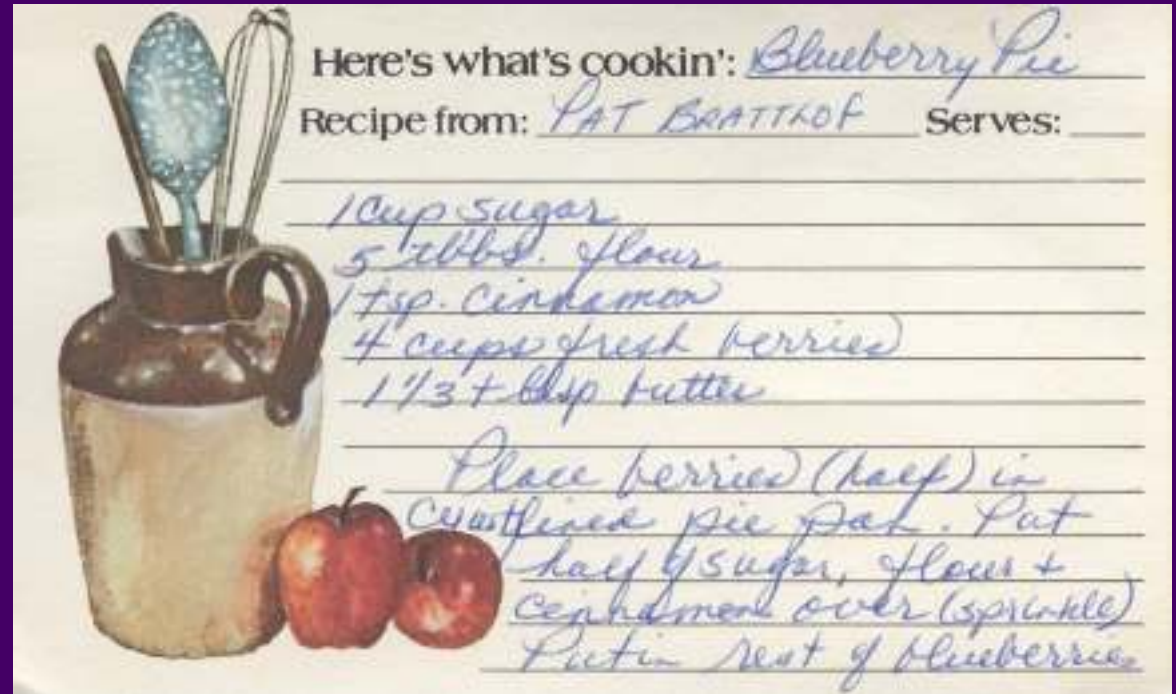 Here's what's cookin': Blueberry Pie
Recipe from: PAT BRATTLOF Serves:
1 cup sugar
5 tbbs. flour
1 tsp. cinnamon
4 cups fresh berries
1 1/3 tbsp butter
Place berries (half) in
crust lined pie pan. Put
half of sugar, flour +
cinnamon over (sprinkle)
Put in rest of blueberries